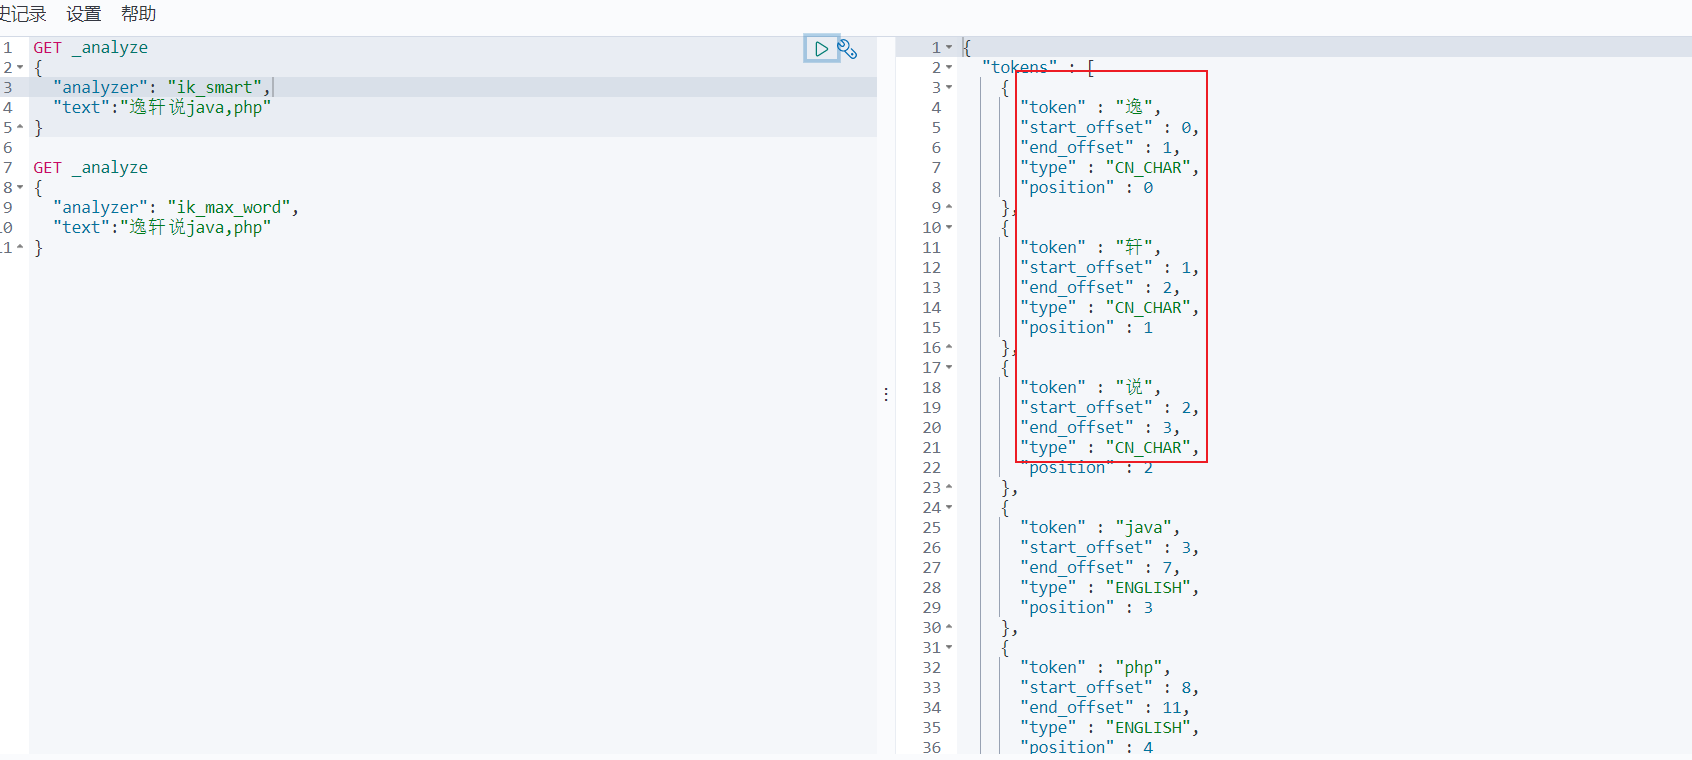 史记录 设置 帮助
1 GET _analyze
2 {
3 "analyzer": "ik_smart",
4 "text":"逸轩说java,php"
5 }
6
7 GET _analyze
8 {
9 "analyzer": "ik_max_word",
10 "text":"逸轩说java,php"
11 }
1 {
2 "tokens" : [
3 {
4 "token" : "逸",
5 "start_offset" : 0,
6 "end_offset" : 1,
7 "type" : "CN_CHAR",
8 "position" : 0
9 },
10 {
11 "token" : "轩",
12 "start_offset" : 1,
13 "end_offset" : 2,
14 "type" : "CN_CHAR",
15 "position" : 1
16 },
17 {
18 "token" : "说",
19 "start_offset" : 2,
20 "end_offset" : 3,
21 "type" : "CN_CHAR",
22 "position" : 2
23 },
24 {
25 "token" : "java",
26 "start_offset" : 3,
27 "end_offset" : 7,
28 "type" : "ENGLISH",
29 "position" : 3
30 },
31 {
32 "token" : "php",
33 "start_offset" : 8,
34 "end_offset" : 11,
35 "type" : "ENGLISH",
36 "position" : 4